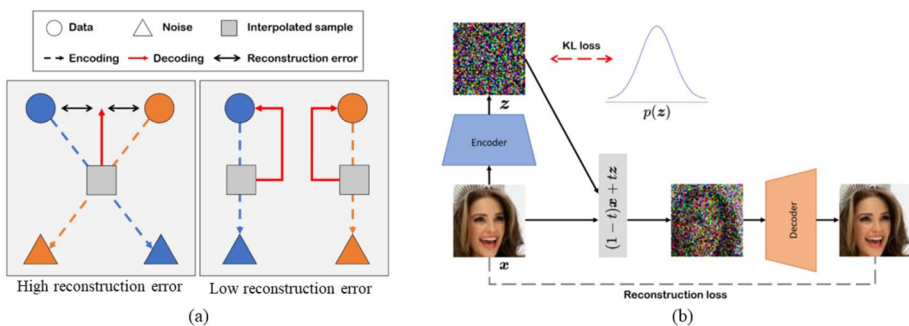 Data
Noise
Interpolated sample
Encoding
Decoding
Reconstruction error
High reconstruction error
Low reconstruction error
(a)
KL loss
p(z)
z
Encoder
(1 − t)x + tz
Decoder
x
Reconstruction loss
(b)